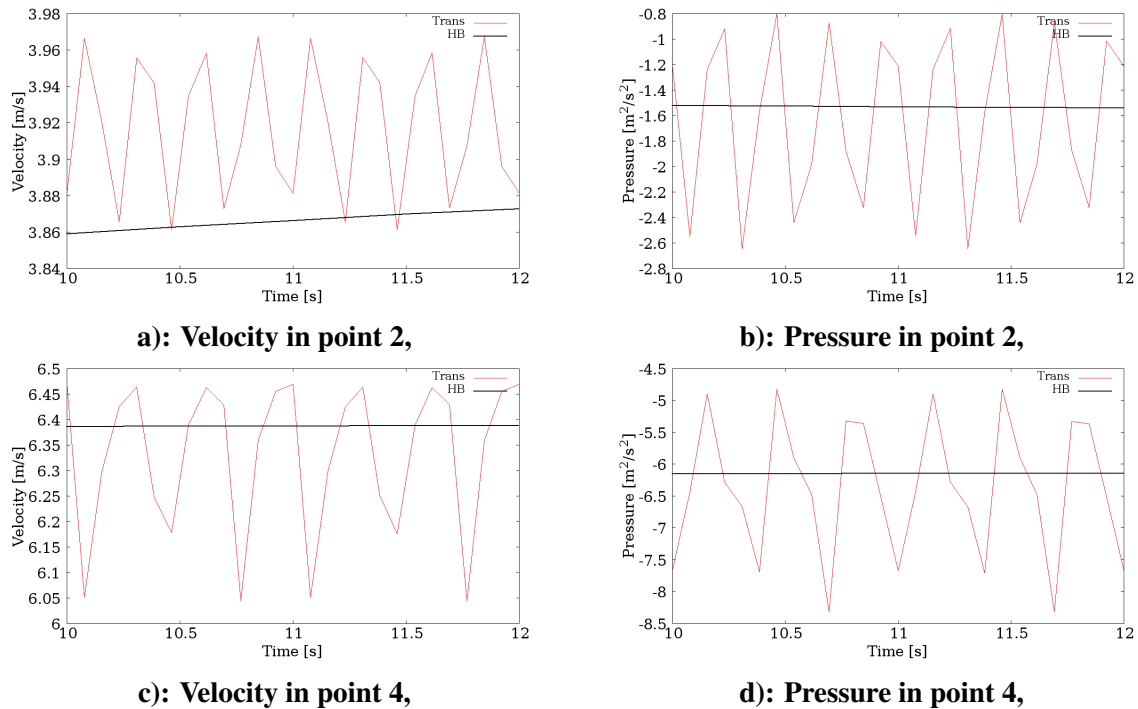 3.98
3.96
3.94
3.92
3.9
3.88
3.86
3.84
Velocity [m/s]
Trans
HB
10
10.5
11
11.5
12
Time [s]
a): Velocity in point 2,
-0.8
-1
-1.2
-1.4
-1.6
-1.8
-2
-2.2
-2.4
-2.6
-2.8
Pressure [m²/s²]
Trans
HB
10
10.5
11
11.5
12
Time [s]
b): Pressure in point 2,
6.5
6.45
6.4
6.35
6.3
6.25
6.2
6.15
6.1
6.05
6
Velocity [m/s]
Trans
HB
10
10.5
11
11.5
12
Time [s]
c): Velocity in point 4,
-4.5
-5
-5.5
-6
-6.5
-7
-7.5
-8
-8.5
Pressure [m²/s²]
Trans
HB
10
10.5
11
11.5
12
Time [s]
d): Pressure in point 4,